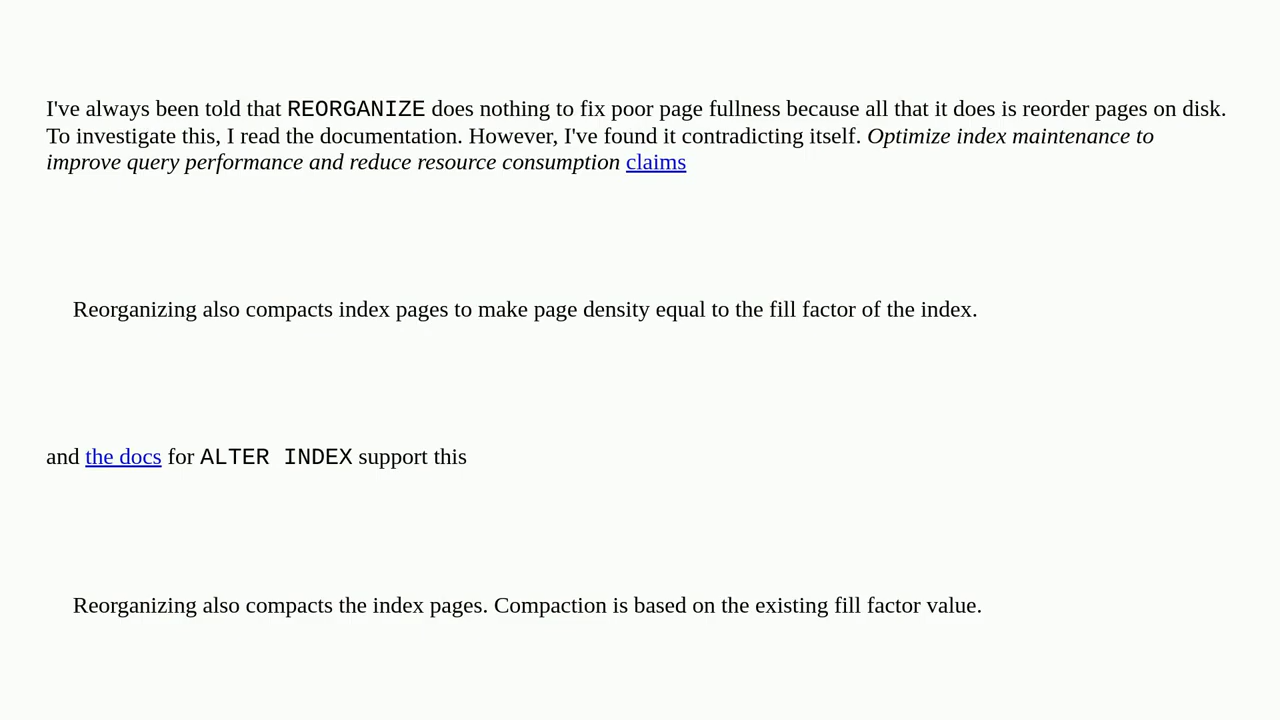 I've always been told that REORGANIZE does nothing to fix poor page fullness because all that it does is reorder pages on disk.
To investigate this, I read the documentation. However, I've found it contradicting itself. Optimize index maintenance to
improve query performance and reduce resource consumption claims
Reorganizing also compacts index pages to make page density equal to the fill factor of the index.
and the docs for ALTER INDEX support this
Reorganizing also compacts the index pages. Compaction is based on the existing fill factor value.